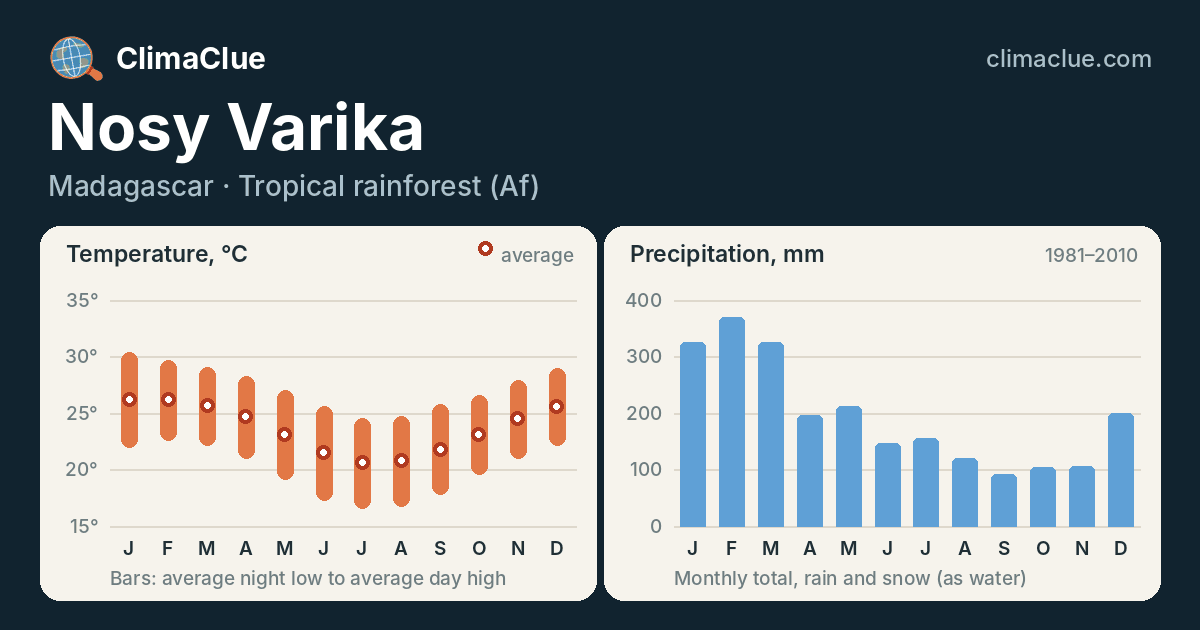 ClimaClue
climaclue.com
Nosy Varika
Madagascar · Tropical rainforest (Af)
Temperature, °C
average
35°
30°
25°
20°
15°
J F M A M J J A S O N D
Bars: average night low to average day high
Precipitation, mm
1981–2010
400
300
200
100
0
J F M A M J J A S O N D
Monthly total, rain and snow (as water)